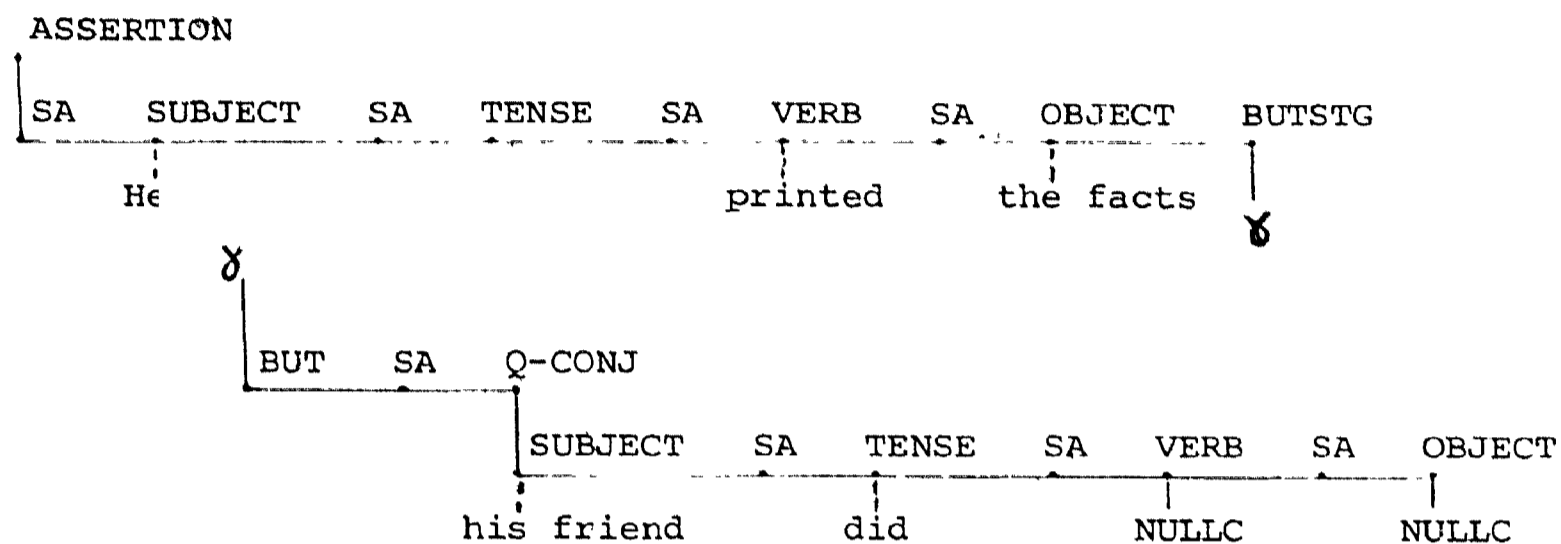 ASSERTION
SA SUBJECT SA TENSE SA VERB SA OBJECT BUTSTG
He printed the facts
γ
γ
BUT SA Q-CONJ
SUBJECT SA TENSE SA VERB SA OBJECT
his friend did NULLC NULLC